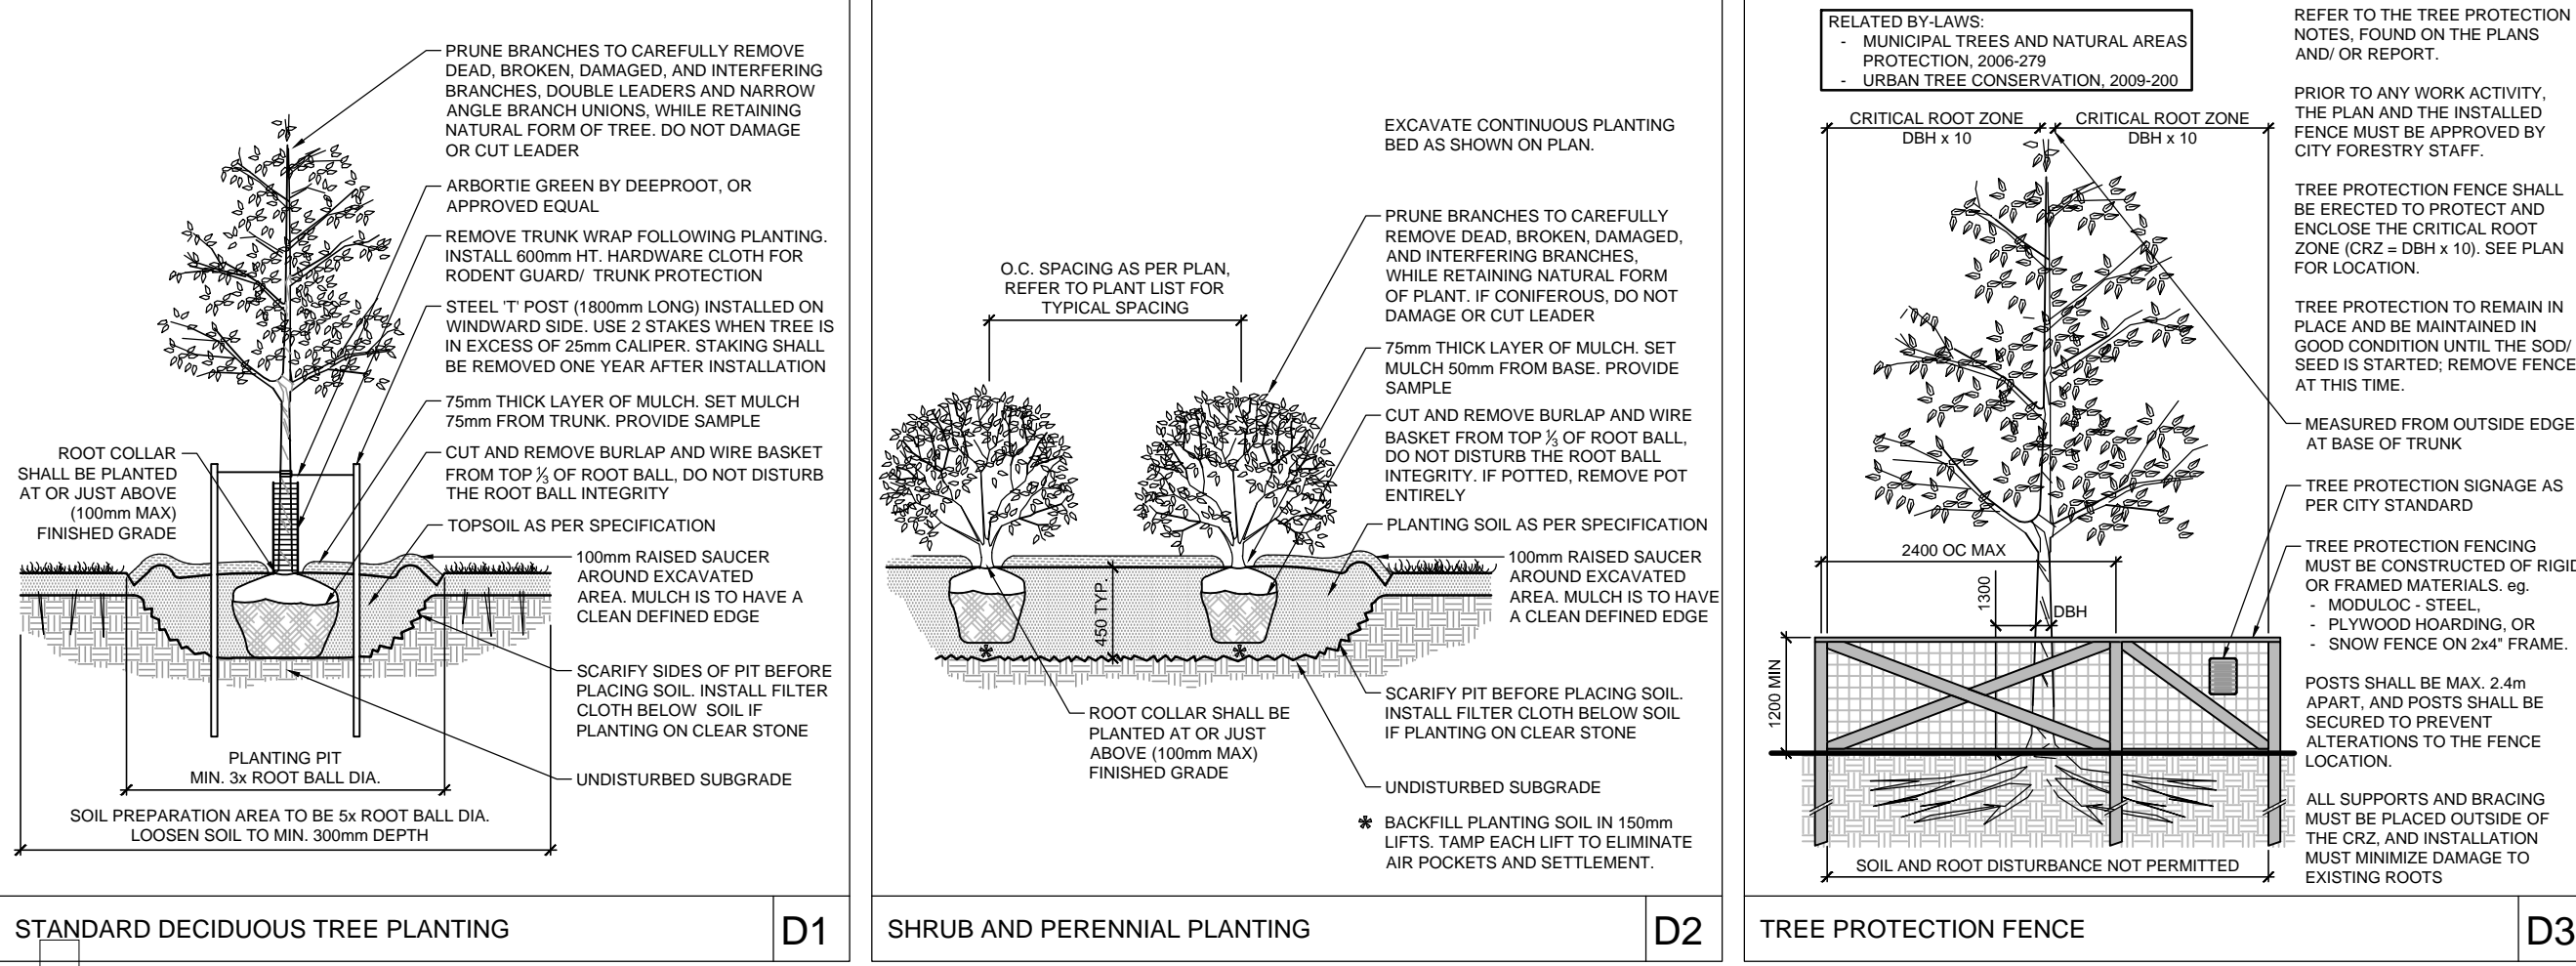 PRUNE BRANCHES TO CAREFULLY REMOVE
DEAD, BROKEN, DAMAGED, AND INTERFERING
BRANCHES, DOUBLE LEADERS AND NARROW
ANGLE BRANCH UNIONS, WHILE RETAINING
NATURAL FORM OF TREE. DO NOT DAMAGE
OR CUT LEADER
ARBORTIE GREEN BY DEEPROOT, OR
APPROVED EQUAL
REMOVE TRUNK WRAP FOLLOWING PLANTING.
INSTALL 600mm HT. HARDWARE CLOTH FOR
RODENT GUARD/ TRUNK PROTECTION
STEEL 'T' POST (1800mm LONG) INSTALLED ON
WINDWARD SIDE. USE 2 STAKES WHEN TREE IS
IN EXCESS OF 25mm CALIPER. STAKING SHALL
BE REMOVED ONE YEAR AFTER INSTALLATION
75mm THICK LAYER OF MULCH. SET MULCH
75mm FROM TRUNK. PROVIDE SAMPLE
ROOT COLLAR
SHALL BE PLANTED
AT OR JUST ABOVE
(100mm MAX)
FINISHED GRADE
CUT AND REMOVE BURLAP AND WIRE BASKET
FROM TOP ⅓ OF ROOT BALL, DO NOT DISTURB
THE ROOT BALL INTEGRITY
TOPSOIL AS PER SPECIFICATION
100mm RAISED SAUCER
AROUND EXCAVATED
AREA. MULCH IS TO HAVE A
CLEAN DEFINED EDGE
SCARIFY SIDES OF PIT BEFORE
PLACING SOIL. INSTALL FILTER
CLOTH BELOW SOIL IF
PLANTING ON CLEAR STONE
UNDISTURBED SUBGRADE
PLANTING PIT
MIN. 3x ROOT BALL DIA.
SOIL PREPARATION AREA TO BE 5x ROOT BALL DIA.
LOOSEN SOIL TO MIN. 300mm DEPTH
STANDARD DECIDUOUS TREE PLANTING
D1
EXCAVATE CONTINUOUS PLANTING
BED AS SHOWN ON PLAN.
O.C. SPACING AS PER PLAN,
REFER TO PLANT LIST FOR
TYPICAL SPACING
PRUNE BRANCHES TO CAREFULLY
REMOVE DEAD, BROKEN, DAMAGED,
AND INTERFERING BRANCHES,
WHILE RETAINING NATURAL FORM
OF PLANT. IF CONIFEROUS, DO NOT
DAMAGE OR CUT LEADER
75mm THICK LAYER OF MULCH. SET
MULCH 50mm FROM BASE. PROVIDE
SAMPLE
CUT AND REMOVE BURLAP AND WIRE
BASKET FROM TOP ⅓ OF ROOT BALL,
DO NOT DISTURB THE ROOT BALL
INTEGRITY. IF POTTED, REMOVE POT
ENTIRELY
PLANTING SOIL AS PER SPECIFICATION
100mm RAISED SAUCER
AROUND EXCAVATED
AREA. MULCH IS TO HAVE
A CLEAN DEFINED EDGE
450 TYP.
SCARIFY PIT BEFORE PLACING SOIL.
INSTALL FILTER CLOTH BELOW SOIL
IF PLANTING ON CLEAR STONE
ROOT COLLAR SHALL BE
PLANTED AT OR JUST
ABOVE (100mm MAX)
FINISHED GRADE
UNDISTURBED SUBGRADE
* BACKFILL PLANTING SOIL IN 150mm
LIFTS. TAMP EACH LIFT TO ELIMINATE
AIR POCKETS AND SETTLEMENT.
SHRUB AND PERENNIAL PLANTING
D2
RELATED BY-LAWS:
- MUNICIPAL TREES AND NATURAL AREAS
PROTECTION, 2006-279
- URBAN TREE CONSERVATION, 2009-200
CRITICAL ROOT ZONE
DBH x 10
CRITICAL ROOT ZONE
DBH x 10
REFER TO THE TREE PROTECTION
NOTES, FOUND ON THE PLANS
AND/ OR REPORT.
PRIOR TO ANY WORK ACTIVITY,
THE PLAN AND THE INSTALLED
FENCE MUST BE APPROVED BY
CITY FORESTRY STAFF.
TREE PROTECTION FENCE SHALL
BE ERECTED TO PROTECT AND
ENCLOSE THE CRITICAL ROOT
ZONE (CRZ = DBH x 10). SEE PLAN
FOR LOCATION.
TREE PROTECTION TO REMAIN IN
PLACE AND BE MAINTAINED IN
GOOD CONDITION UNTIL THE SOD/
SEED IS STARTED; REMOVE FENCE
AT THIS TIME.
MEASURED FROM OUTSIDE EDGE
AT BASE OF TRUNK
TREE PROTECTION SIGNAGE AS
PER CITY STANDARD
TREE PROTECTION FENCING
MUST BE CONSTRUCTED OF RIGID
OR FRAMED MATERIALS. eg.
- MODULOC - STEEL,
- PLYWOOD HOARDING, OR
- SNOW FENCE ON 2x4" FRAME.
POSTS SHALL BE MAX. 2.4m
APART, AND POSTS SHALL BE
SECURED TO PREVENT
ALTERATIONS TO THE FENCE
LOCATION.
ALL SUPPORTS AND BRACING
MUST BE PLACED OUTSIDE OF
THE CRZ, AND INSTALLATION
MUST MINIMIZE DAMAGE TO
EXISTING ROOTS
2400 OC MAX
1300
DBH
1200 MIN
SOIL AND ROOT DISTURBANCE NOT PERMITTED
TREE PROTECTION FENCE
D3